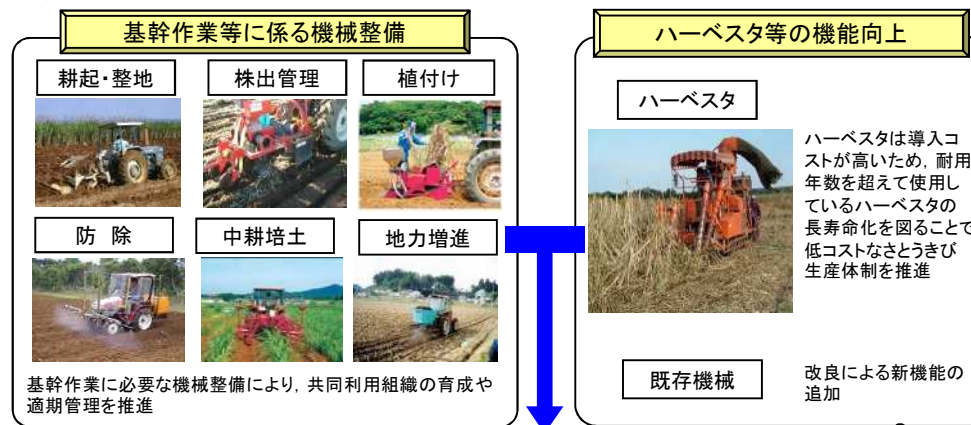 基幹作業等に係る機械整備
耕起・整地
株出管理
植付け
防 除
中耕培土
地力増進
基幹作業に必要な機械整備により，共同利用組織の育成や
適期管理を推進
ハーベスタ等の機能向上
ハーベスタ
ハーベスタは導入コ
ストが高いため，耐用
年数を超えて使用し
ているハーベスタの
長寿命化を図ることで
低コストなさとうきび
生産体制を推進
既存機械
改良による新機能の
追加